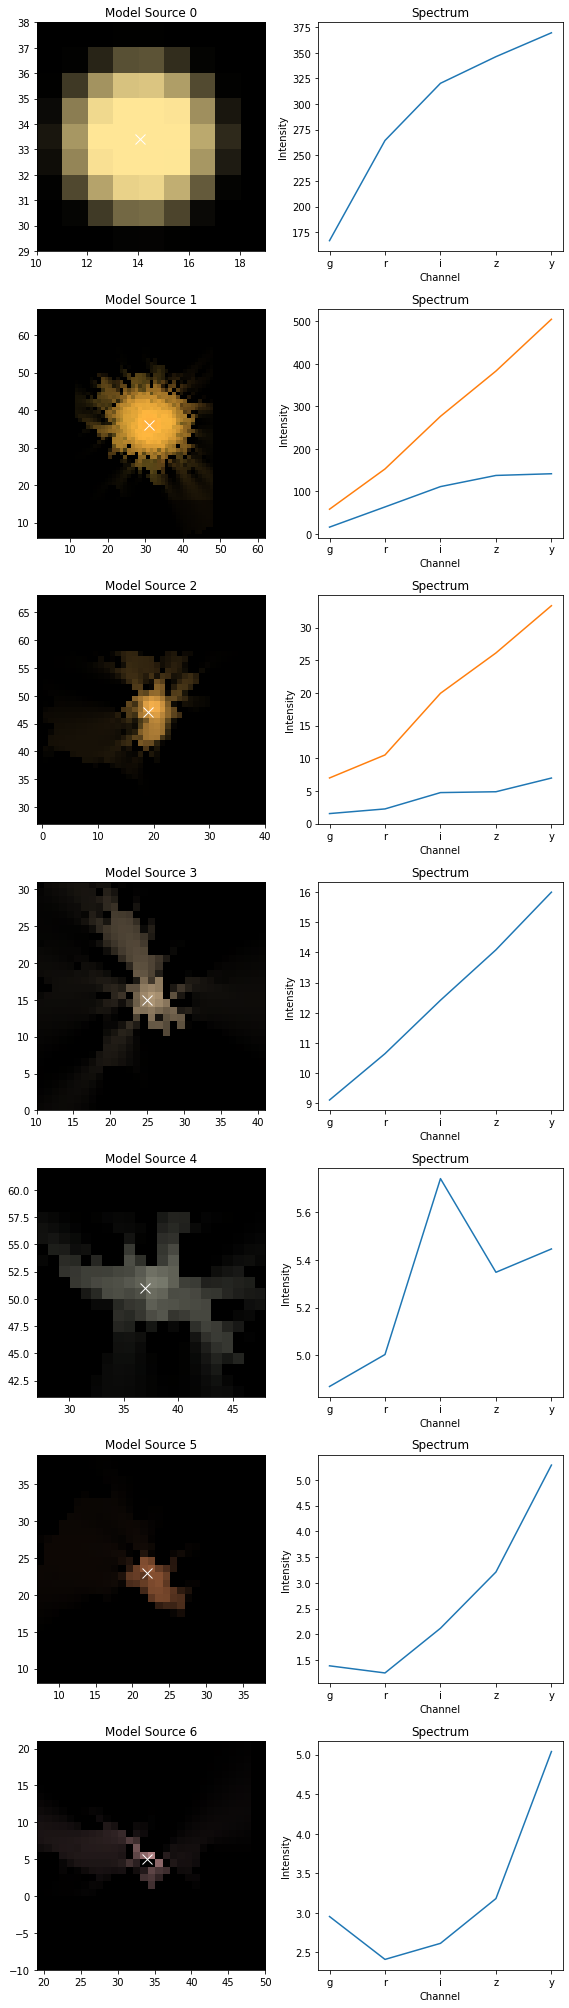 Model Source 0
Spectrum
38
37
36
35
34
33
32
31
30
29
10 12 14 16 18
375
350
325
300
275
250
225
200
175
Intensity
g r i z y
Channel
Model Source 1
Spectrum
60
50
40
30
20
10
10 20 30 40 50 60
500
400
300
200
100
0
Intensity
g r i z y
Channel
Model Source 2
Spectrum
65
60
55
50
45
40
35
30
0 10 20 30 40
30
25
20
15
10
5
0
Intensity
g r i z y
Channel
Model Source 3
Spectrum
30
25
20
15
10
5
0
10 15 20 25 30 35 40
16
15
14
13
12
11
10
9
Intensity
g r i z y
Channel
Model Source 4
Spectrum
60.0
57.5
55.0
52.5
50.0
47.5
45.0
42.5
30 35 40 45
5.6
5.4
5.2
5.0
Intensity
g r i z y
Channel
Model Source 5
Spectrum
35
30
25
20
15
10
10 15 20 25 30 35
5.0
4.5
4.0
3.5
3.0
2.5
2.0
1.5
Intensity
g r i z y
Channel
Model Source 6
Spectrum
20
15
10
5
0
−5
−10
20 25 30 35 40 45 50
5.0
4.5
4.0
3.5
3.0
2.5
Intensity
g r i z y
Channel